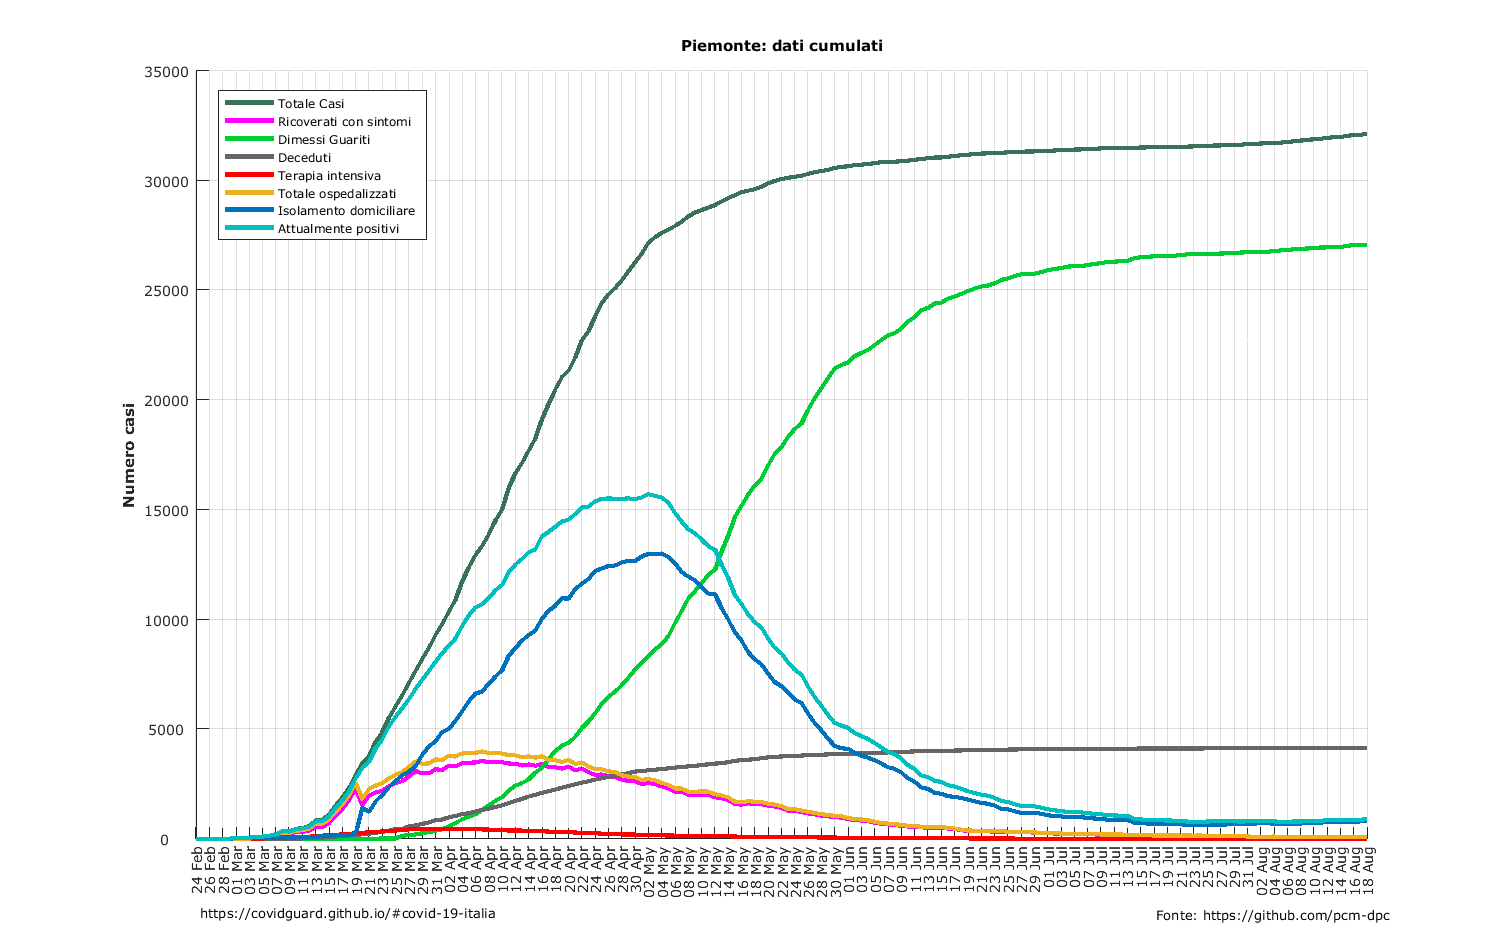 Piemonte: dati cumulati
35000
30000
25000
20000
15000
10000
5000
0
Numero casi
Totale Casi
Ricoverati con sintomi
Dimessi Guariti
Deceduti
Terapia intensiva
Totale ospedalizzati
Isolamento domiciliare
Attualmente positivi
24 Feb
26 Feb
28 Feb
01 Mar
03 Mar
05 Mar
07 Mar
09 Mar
11 Mar
13 Mar
15 Mar
17 Mar
19 Mar
21 Mar
23 Mar
25 Mar
27 Mar
29 Mar
31 Mar
02 Apr
04 Apr
06 Apr
08 Apr
10 Apr
12 Apr
14 Apr
16 Apr
18 Apr
20 Apr
22 Apr
24 Apr
26 Apr
28 Apr
30 Apr
02 May
04 May
06 May
08 May
10 May
12 May
14 May
16 May
18 May
20 May
22 May
24 May
26 May
28 May
30 May
01 Jun
03 Jun
05 Jun
07 Jun
09 Jun
11 Jun
13 Jun
15 Jun
17 Jun
19 Jun
21 Jun
23 Jun
25 Jun
27 Jun
29 Jun
01 Jul
03 Jul
05 Jul
07 Jul
09 Jul
11 Jul
13 Jul
15 Jul
17 Jul
19 Jul
21 Jul
23 Jul
25 Jul
27 Jul
29 Jul
31 Jul
02 Aug
04 Aug
06 Aug
08 Aug
10 Aug
12 Aug
14 Aug
16 Aug
18 Aug
https://covidguard.github.io/#covid-19-italia
Fonte: https://github.com/pcm-dpc